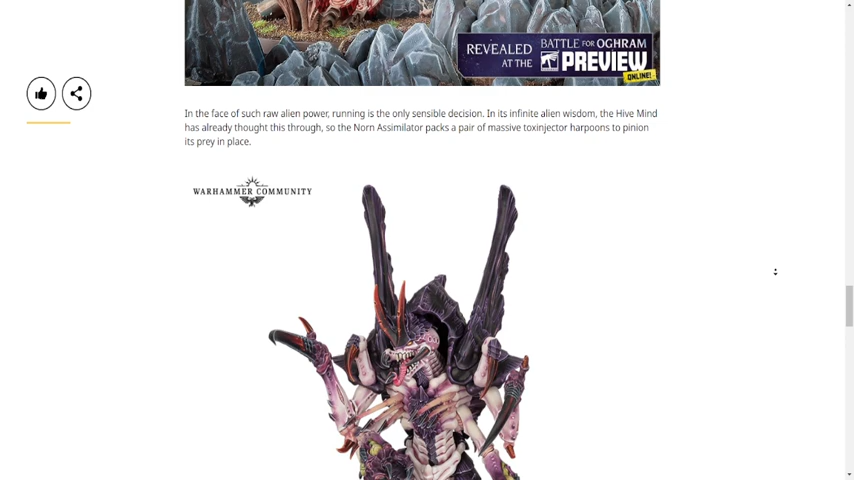 REVEALED
AT THE
BATTLE FOR OGHRAM
PREVIEW
ONLINE!
In the face of such raw alien power, running is the only sensible decision. In its infinite alien wisdom, the Hive Mind
has already thought this through, so the Norn Assimilator packs a pair of massive toxinjector harpoons to pinion
its prey in place.
WARHAMMER COMMUNITY